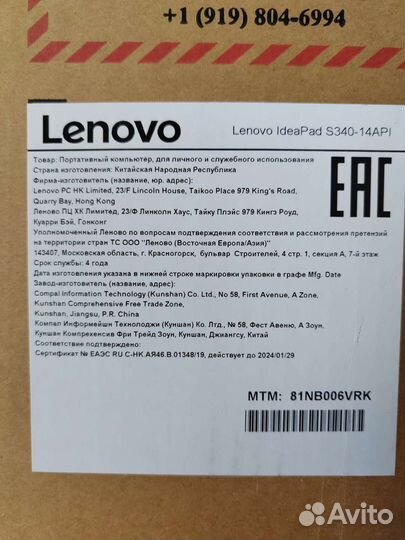 +1 (919) 804-6994
Lenovo
Lenovo IdeaPad S340-14API
Товар: Портативный компьютер, для личного и служебного использования
Страна изготовления: Китайская Народная Республика
Фирма-изготовитель (название, юр. адрес):
Lenovo PC HK Limited, 23/F Lincoln House, Taikoo Place 979 King's Road,
Quarry Bay, Hong Kong
Леново ПЦ ХК Лимитед, 23/Ф Линколн Хаус, Тайку Плэйс 979 Кингз Роуд,
Куарри Бэй, Гонконг
EAC
Уполномоченный Леново по вопросам подтверждения соответствия и рассмотрения претензий
на территории стран ТС ООО "Леново (Восточная Европа/Азия)"
143407, Московская область, г. Красногорск, бульвар Строителей, 4 стр. 1, секция А, 7-й этаж
Срок службы: 4 года
Дата изготовления указана в нижней строке маркировки упаковки в графе Mfg. Date
Завод-изготовитель (название, адрес):
Compal Information Technology (Kunshan) Co. Ltd., No 58, First Avenue, A Zone,
Kunshan Comprehensive Free Trade Zone,
Kunshan, Jiangsu, P.R. China
Компал Информейшн Технолоджи (Куншан) Ко. Лтд., № 58, Фест Авеню, А Зоун,
Куншан Компрехенсив Фри Трейд Зоун, Куншан, Джиангсу, Китай
Соответствие подтверждено:
Сертификат № ЕАЭС RU C-HK.АЯ46.B.01348/19, действует до 2024/01/29
MTM: 81NB006VRK
Avito